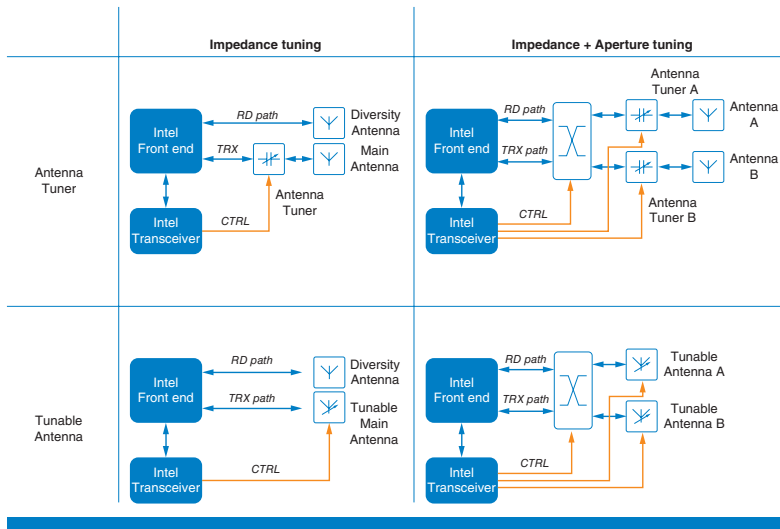 Impedance tuning
Impedance + Aperture tuning
Antenna
Tuner
Intel
Front end
RD path
Diversity
Antenna
TRX
Main
Antenna
Antenna
Tuner
Intel
Transceiver
CTRL
Intel
Front end
RD path
TRX path
Antenna
Tuner A
Antenna
A
Antenna
B
Antenna
Tuner B
Intel
Transceiver
CTRL
Tunable
Antenna
Intel
Front end
RD path
Diversity
Antenna
TRX path
Tunable
Main
Antenna
Intel
Transceiver
CTRL
Intel
Front end
RD path
TRX path
Tunable
Antenna A
Tunable
Antenna B
Intel
Transceiver
CTRL